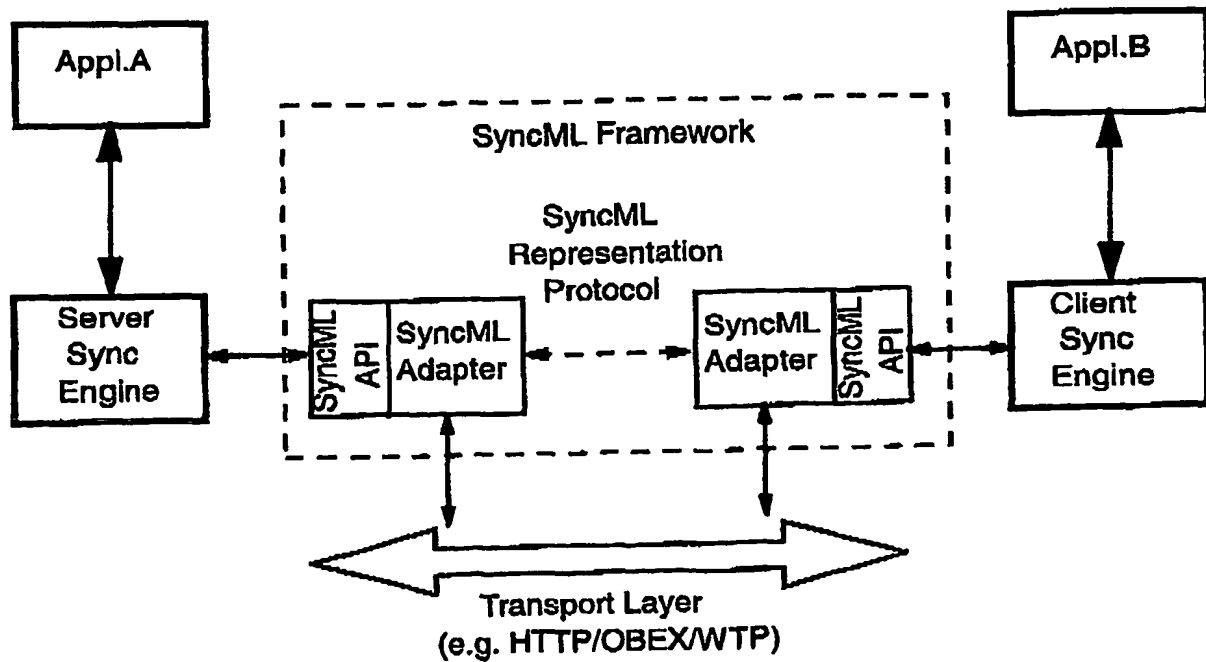 Appl.A
Appl.B
SyncML Framework
SyncML
Representation
Protocol
Server
Sync
Engine
SyncML
API
SyncML
Adapter
SyncML
Adapter
SyncML
API
Client
Sync
Engine
Transport Layer
(e.g. HTTP/OBEX/WTP)